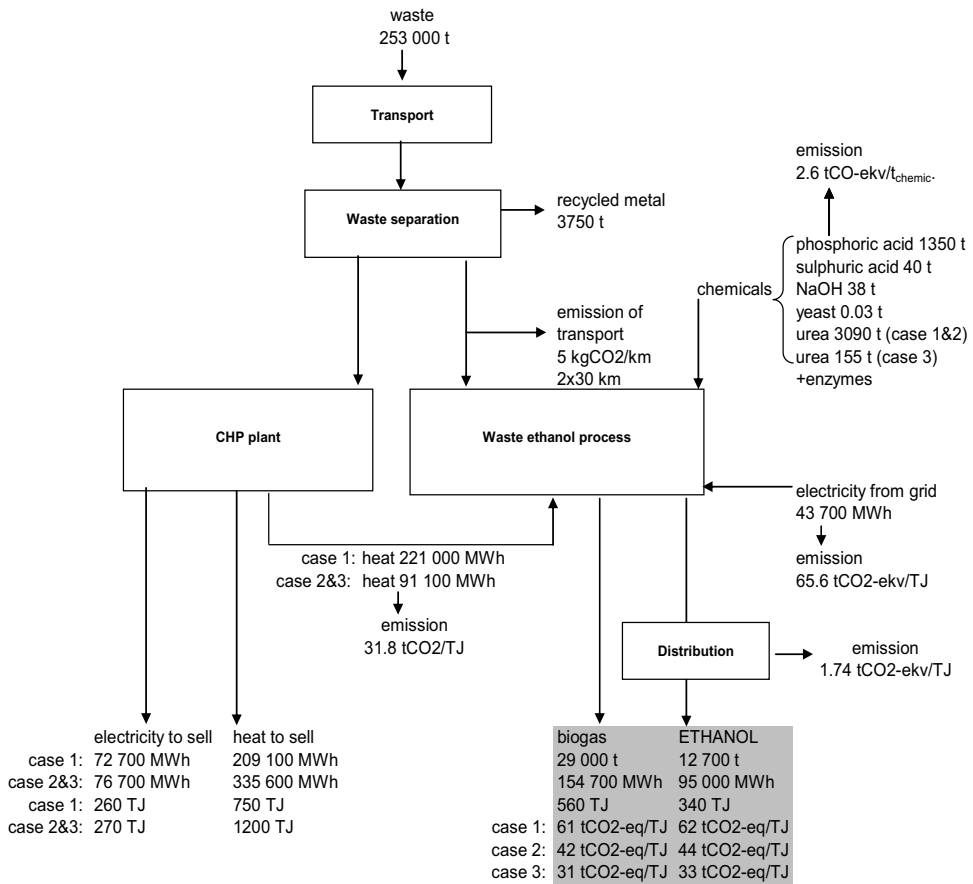 waste
253 000 t
Transport
emission
2.6 tCO-ekv/tchemic.
Waste separation
recycled metal
3750 t
chemicals
phosphoric acid 1350 t
sulphuric acid 40 t
NaOH 38 t
yeast 0.03 t
urea 3090 t (case 1&2)
urea 155 t (case 3)
+enzymes
emission of
transport
5 kgCO2/km
2x30 km
CHP plant
Waste ethanol process
electricity from grid
43 700 MWh
emission
65.6 tCO2-ekv/TJ
case 1: heat 221 000 MWh
case 2&3: heat 91 100 MWh
emission
31.8 tCO2/TJ
Distribution
emission
1.74 tCO2-ekv/TJ
electricity to sell heat to sell
case 1: 72 700 MWh 209 100 MWh
case 2&3: 76 700 MWh 335 600 MWh
case 1: 260 TJ 750 TJ
case 2&3: 270 TJ 1200 TJ
biogas ETHANOL
29 000 t 12 700 t
154 700 MWh 95 000 MWh
560 TJ 340 TJ
case 1: 61 tCO2-eq/TJ 62 tCO2-eq/TJ
case 2: 42 tCO2-eq/TJ 44 tCO2-eq/TJ
case 3: 31 tCO2-eq/TJ 33 tCO2-eq/TJ